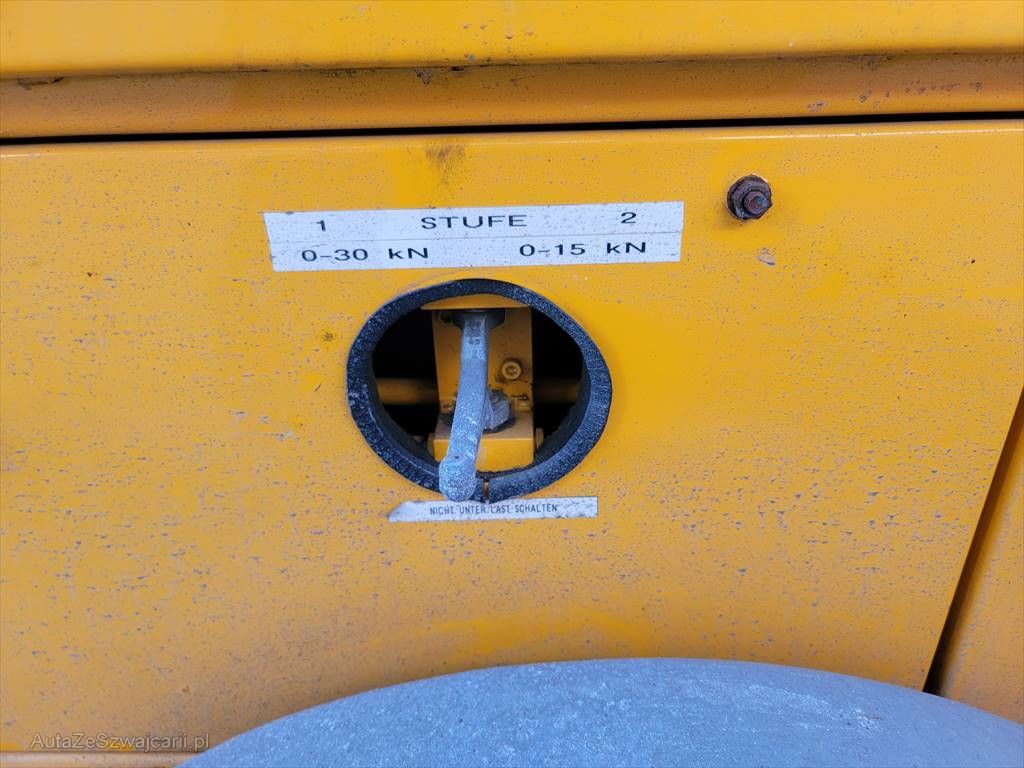 1 STUFE 2
0-30 kN 0-15 kN
NICHT UNTER LAST SCHALTEN
AutaZeSzwajcarii.pl